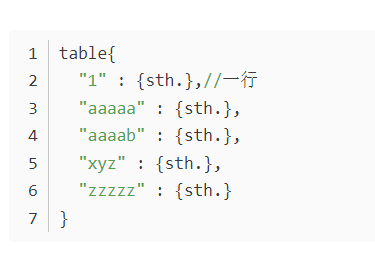 1 table{
2 "1" : {sth.},//一行
3 "aaaaa" : {sth.},
4 "aaaab" : {sth.},
5 "xyz" : {sth.},
6 "zzzzz" : {sth.}
7 }